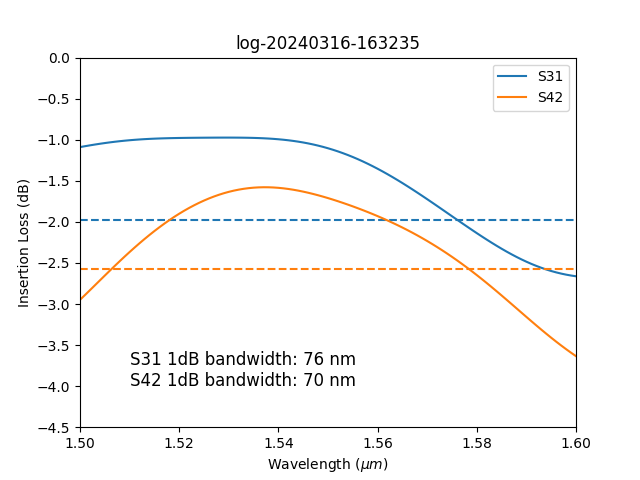 log-20240316-163235
0.0
−0.5
−1.0
−1.5
−2.0
−2.5
−3.0
−3.5
−4.0
−4.5
Insertion Loss (dB)
S31
S42
S31 1dB bandwidth: 76 nm
S42 1dB bandwidth: 70 nm
1.50 1.52 1.54 1.56 1.58 1.60
Wavelength (μm)